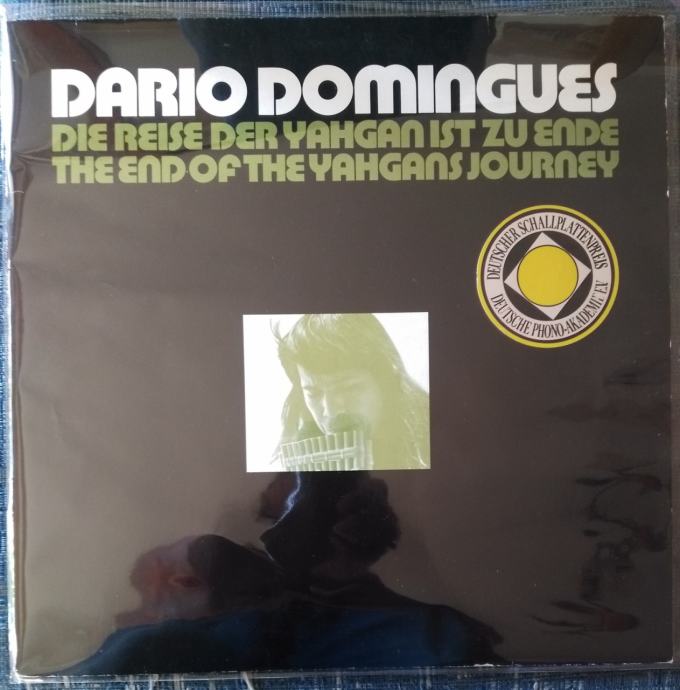 DARIO DOMINGUES
DIE REISE DER YAHGAN IST ZU ENDE
THE END OF THE YAHGANS JOURNEY
DEUTSCHER SCHALLPLATTENPREIS
DEUTSCHE PHONO-AKADEMIE E.V.